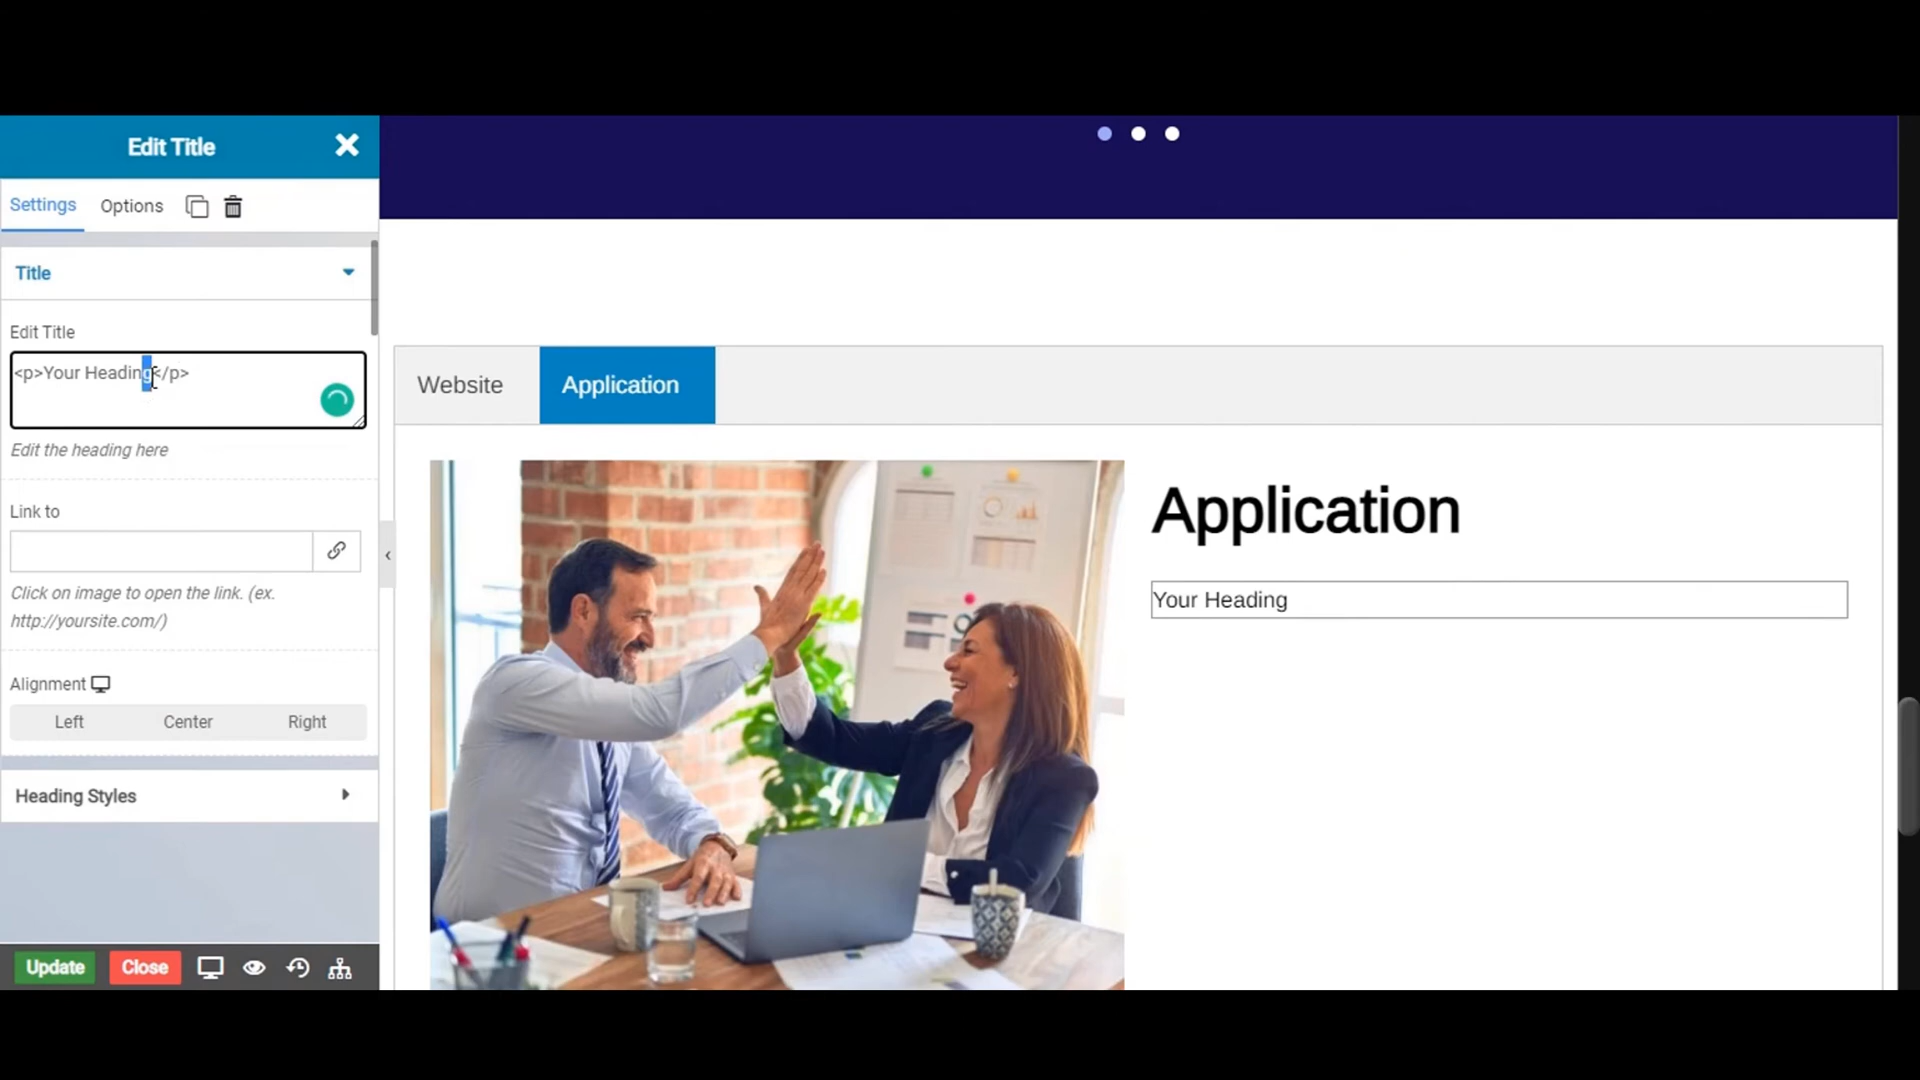 Edit Title
Settings
Options
Title
Edit Title
<p>Your Heading</p>
Edit the heading here
Link to
Click on image to open the link. (ex.
http://yoursite.com/)
Alignment
Left Center Right
Heading Styles
Update Close
Website Application
Application
Your Heading